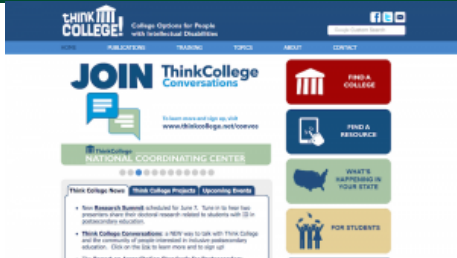 THINK
COLLEGE!
College Options for People
with Intellectual Disabilities
Google Custom Search
HOME PUBLICATIONS TRAINING TOPICS ABOUT CONTACT
JOIN ThinkCollege
Conversations
To learn more and sign up, visit
www.thinkcollege.net/convos
ThinkCollege
NATIONAL COORDINATING CENTER
FIND A
COLLEGE
FIND A
RESOURCE
WHAT'S
HAPPENING IN
YOUR STATE
FOR STUDENTS
Think College News Think College Projects Upcoming Events
New Research Summit scheduled for June 7. Tune in to hear two
presenters share their doctoral research related to students with ID in
postsecondary education.
Think College Conversations: a NEW way to talk with Think College
and the community of people interested in inclusive postsecondary
education. Click on the link to learn more and to sign up!